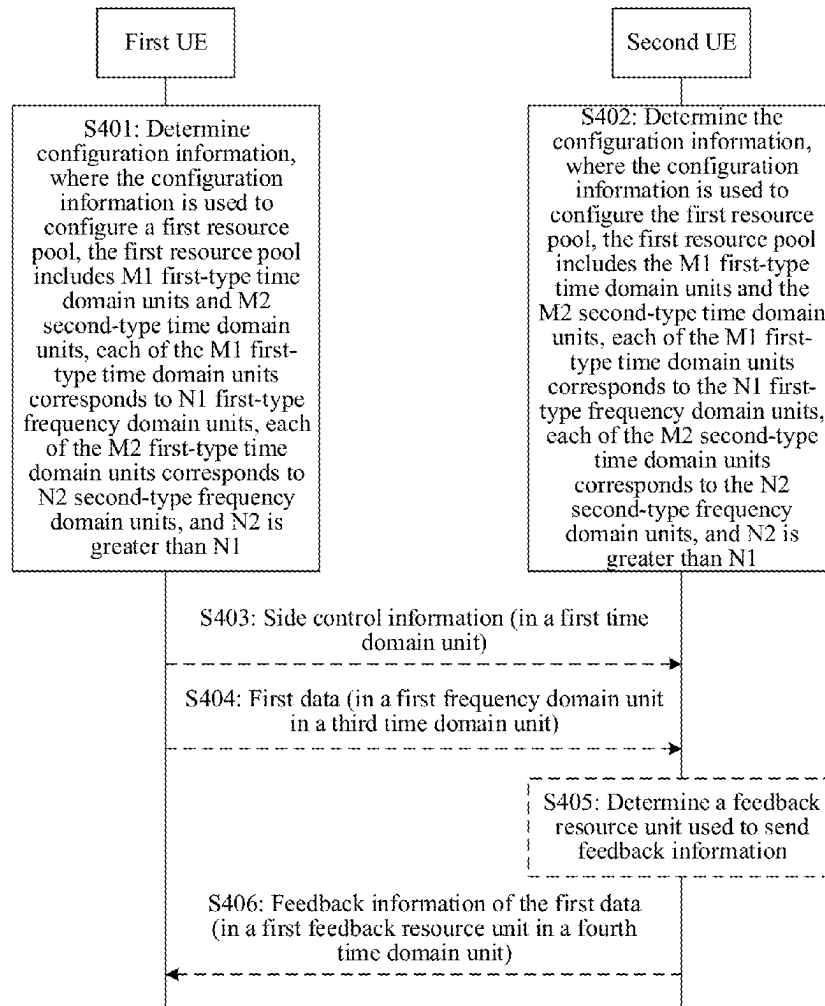 First UE
Second UE
S401: Determine
configuration information,
where the configuration
information is used to
configure a first resource
pool, the first resource pool
includes M1 first-type time
domain units and M2
second-type time domain
units, each of the M1 first-
type time domain units
corresponds to N1 first-type
frequency domain units, each
of the M2 first-type time
domain units corresponds to
N2 second-type frequency
domain units, and N2 is
greater than N1
S402: Determine the
configuration information,
where the configuration
information is used to
configure the first resource
pool, the first resource pool
includes the M1 first-type
time domain units and the
M2 second-type time domain
units, each of the M1 first-
type time domain units
corresponds to the N1 first-
type frequency domain units,
each of the M2 second-type
time domain units
corresponds to the N2
second-type frequency
domain units, and N2 is
greater than N1
S403: Side control information (in a first time
domain unit)
S404: First data (in a first frequency domain unit
in a third time domain unit)
S405: Determine a feedback
resource unit used to send
feedback information
S406: Feedback information of the first data
(in a first feedback resource unit in a fourth
time domain unit)